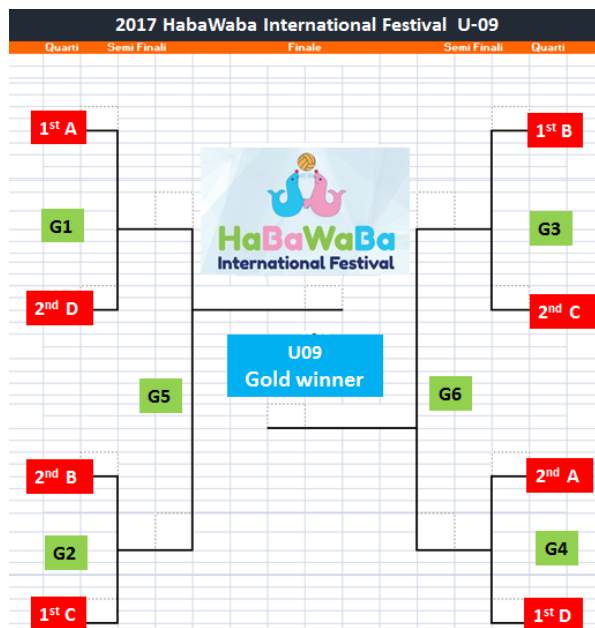 2017 HabaWaba International Festival U-09
Quarti Semi Finali Finale Semi Finali Quarti
1st A
1st B
HaBaWaBa
International Festival
G1
G3
2nd D
2nd C
U09
Gold winner
G5
G6
2nd B
2nd A
G2
G4
1st C
1st D